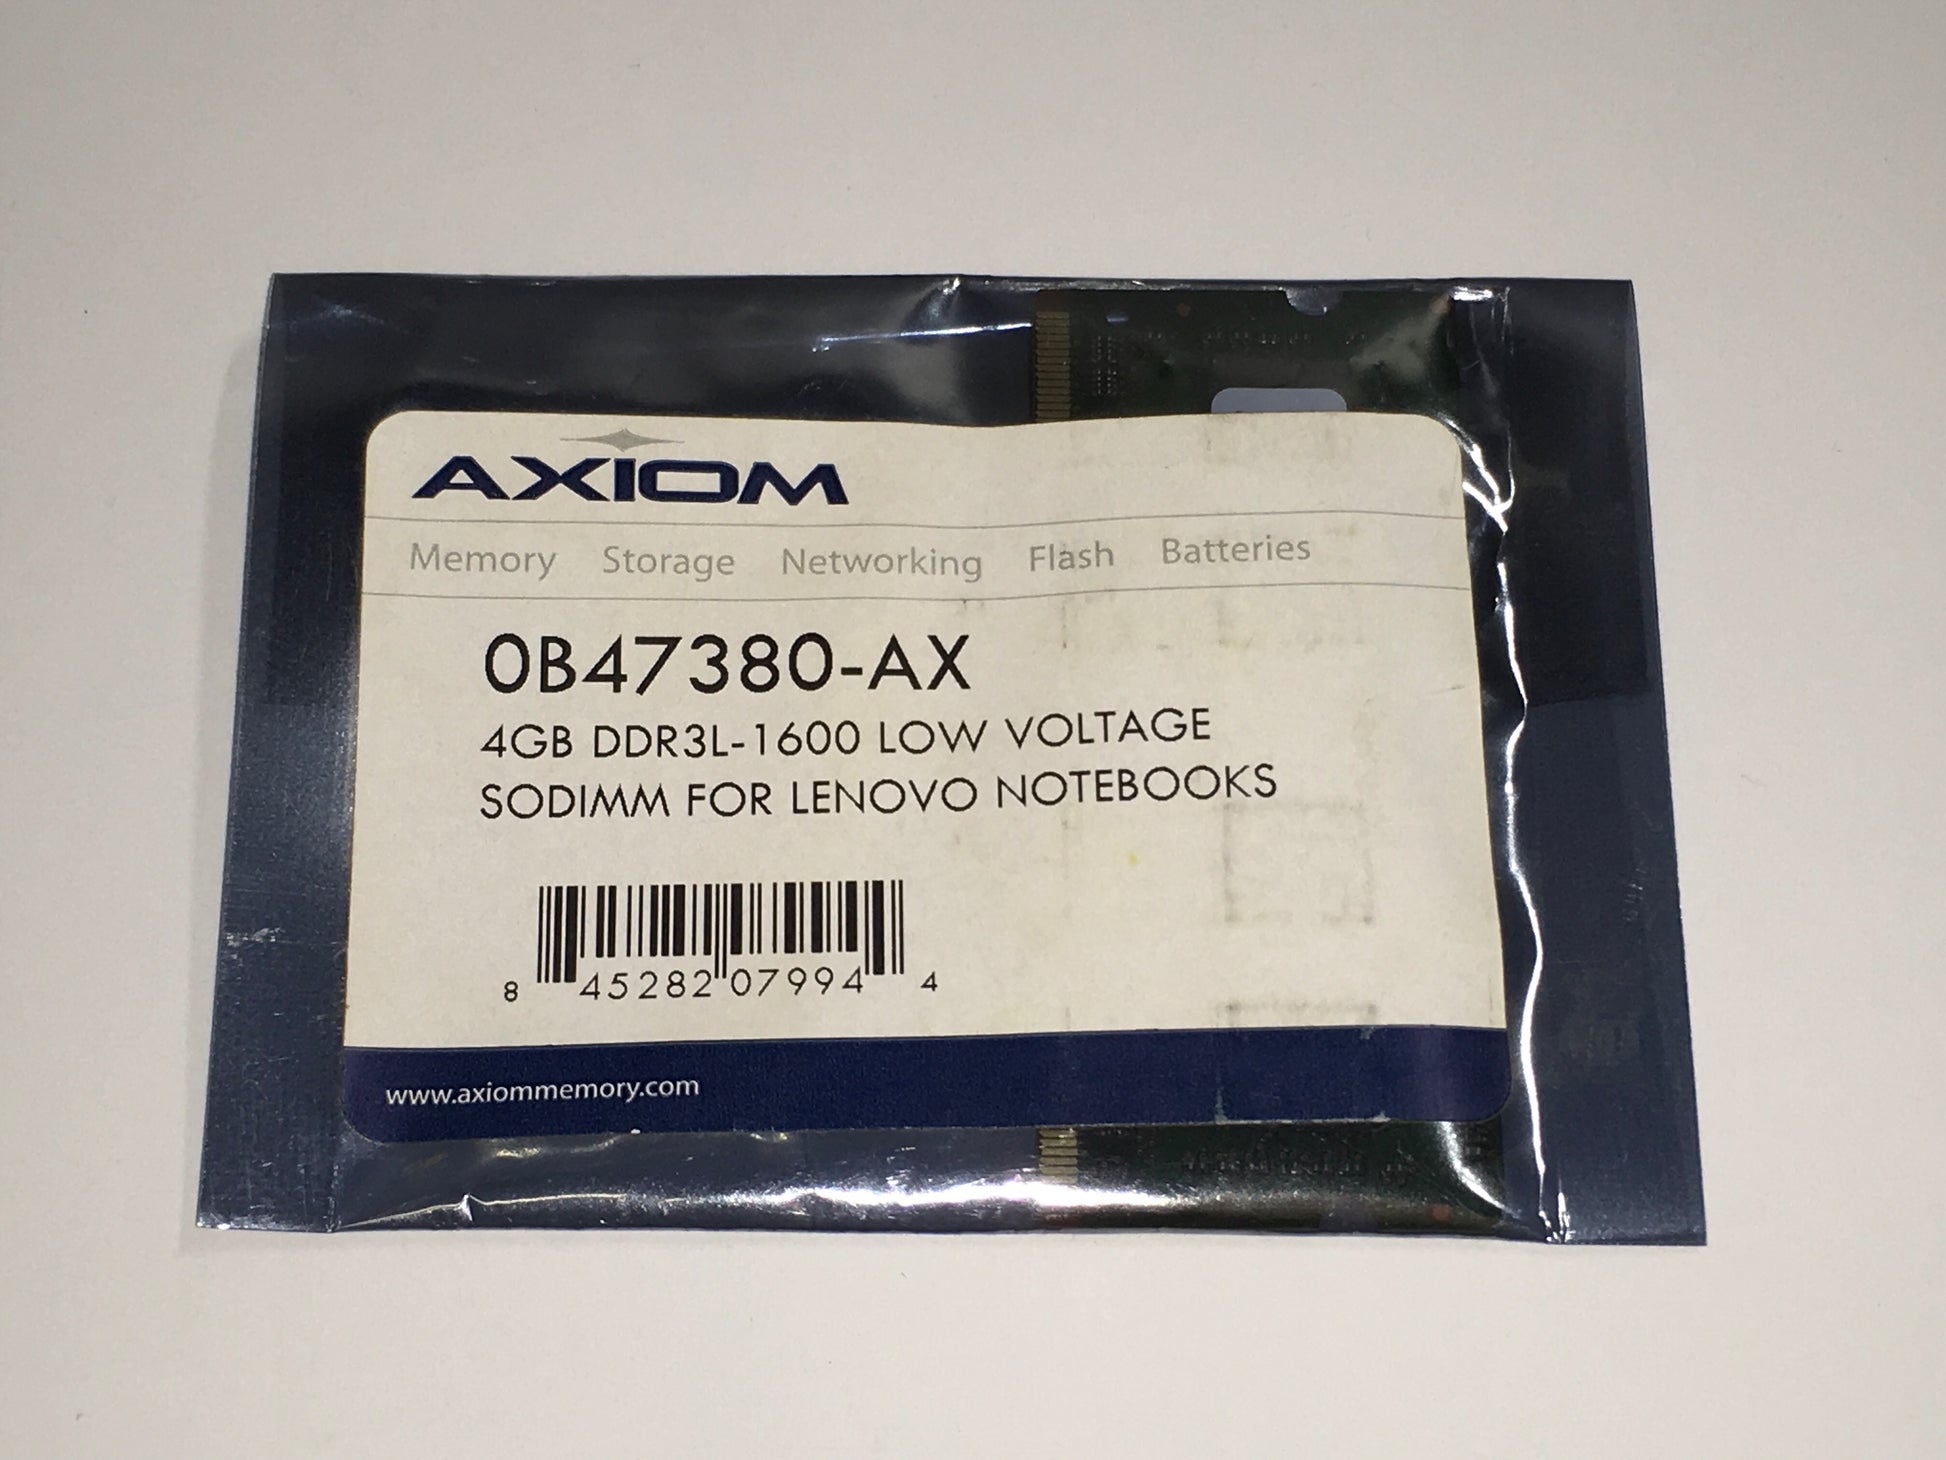 AXIOM
Memory Storage Networking Flash Batteries
0B47380-AX
4GB DDR3L-1600 LOW VOLTAGE
SODIMM FOR LENOVO NOTEBOOKS
8 45282 07994 4
www.axiommemory.com